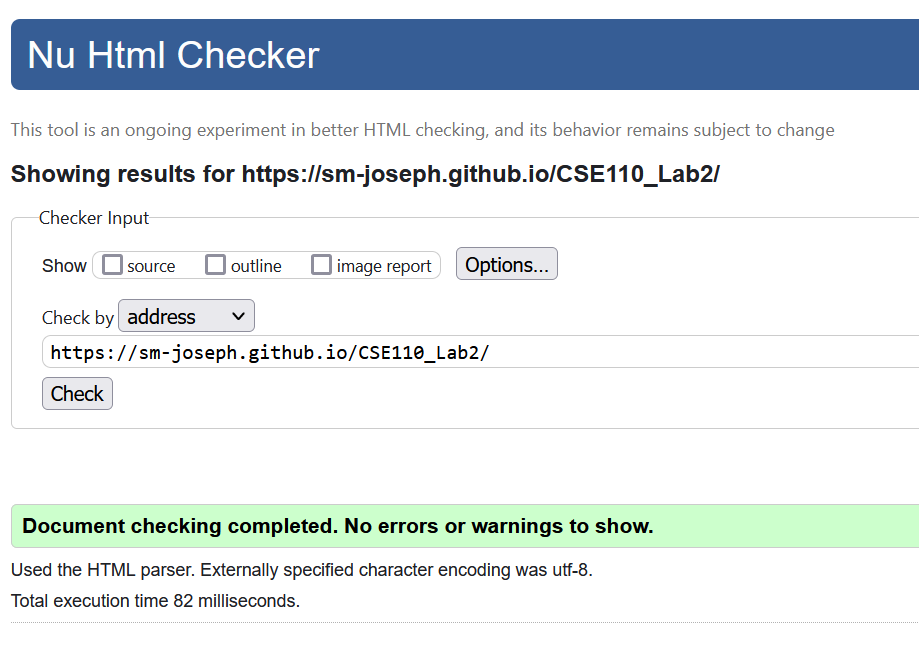 Nu Html Checker
This tool is an ongoing experiment in better HTML checking, and its behavior remains subject to change
Showing results for https://sm-joseph.github.io/CSE110_Lab2/
Checker Input
Show source outline image report Options...
Check by address
https://sm-joseph.github.io/CSE110_Lab2/
Check
Document checking completed. No errors or warnings to show.
Used the HTML parser. Externally specified character encoding was utf-8.
Total execution time 82 milliseconds.